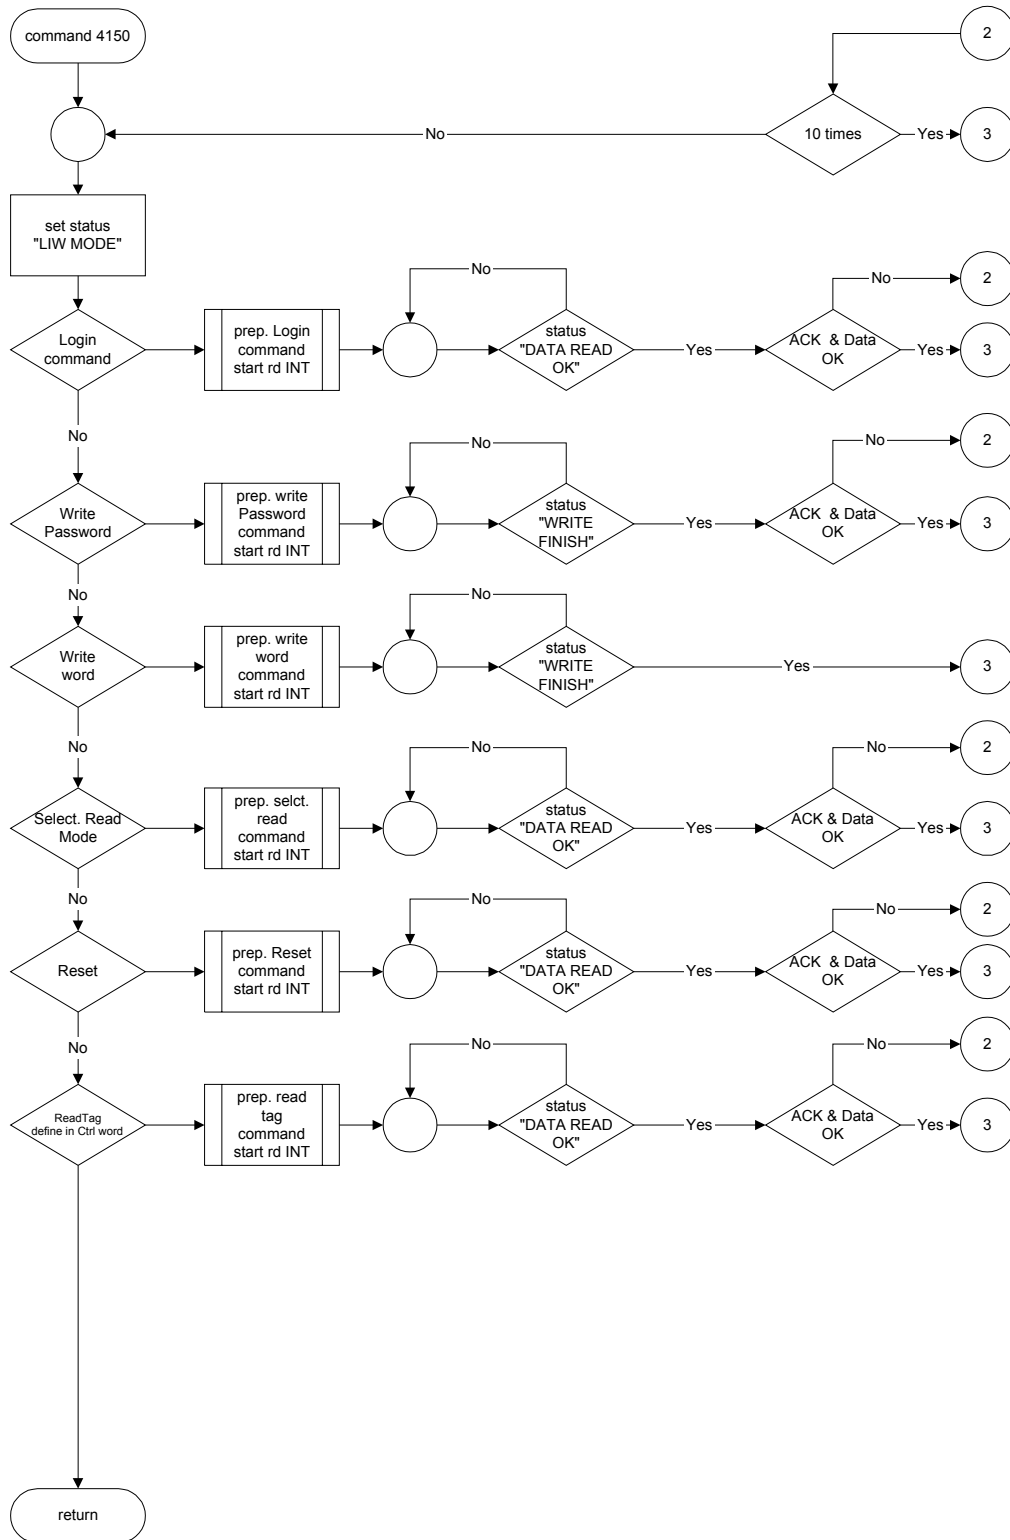 command 4150
2
No
10 times
Yes
3
set status
"LIW MODE"
No
No
2
Login
command
prep. Login
command
start rd INT
status
"DATA READ
OK"
Yes
ACK & Data
OK
Yes
3
No
No
No
2
Write
Password
prep. write
Password
command
start rd INT
status
"WRITE
FINISH"
Yes
ACK & Data
OK
Yes
3
No
No
Write
word
prep. write
word
command
start rd INT
status
"WRITE
FINISH"
Yes
3
No
No
No
2
Select. Read
Mode
prep. selct.
read
command
start rd INT
status
"DATA READ
OK"
Yes
ACK & Data
OK
Yes
3
No
No
No
2
Reset
prep. Reset
command
start rd INT
status
"DATA READ
OK"
Yes
ACK & Data
OK
Yes
3
No
No
No
2
ReadTag
define in Ctrl word
prep. read
tag
command
start rd INT
status
"DATA READ
OK"
Yes
ACK & Data
OK
Yes
3
return